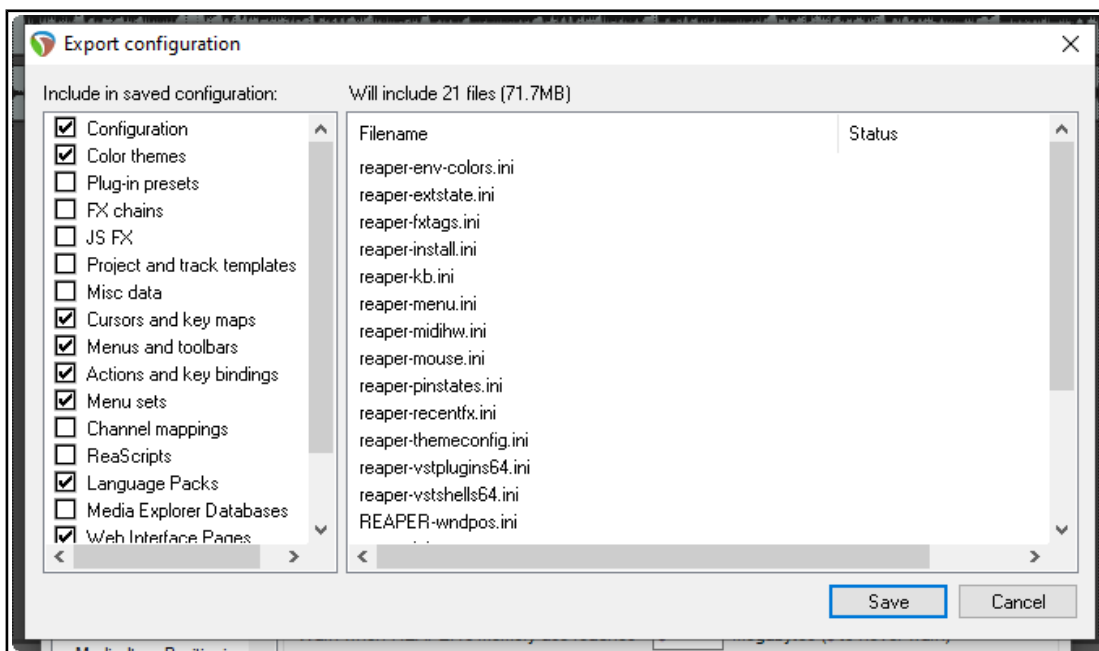 Export configuration
Include in saved configuration:
Will include 21 files (71.7MB)
Configuration
Color themes
Plug-in presets
FX chains
JS FX
Project and track templates
Misc data
Cursors and key maps
Menus and toolbars
Actions and key bindings
Menu sets
Channel mappings
ReaScripts
Language Packs
Media Explorer Databases
Web Interface Pages
Filename Status
reaper-env-colors.ini
reaper-extstate.ini
reaper-fxtags.ini
reaper-install.ini
reaper-kb.ini
reaper-menu.ini
reaper-midihw.ini
reaper-mouse.ini
reaper-pinstates.ini
reaper-recentfx.ini
reaper-themeconfig.ini
reaper-vstplugins64.ini
reaper-vstshells64.ini
REAPER-wndpos.ini
Save Cancel